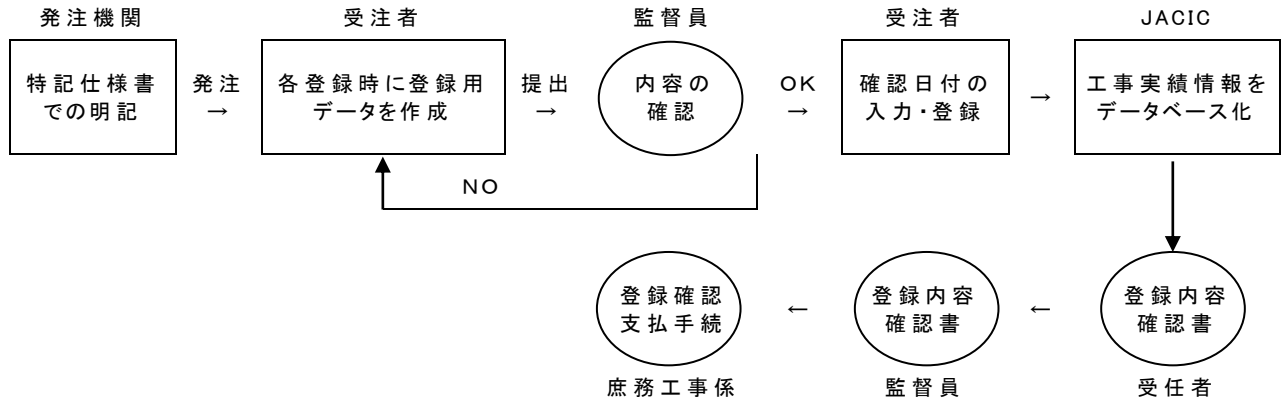 発注機関
受注者
監督員
受注者
JACIC
特記仕様書
での明記
発注
→
各登録時に登録用
データを作成
提出
→
内容の
確認
OK
→
確認日付の
入力・登録
→
工事実績情報を
データベース化
NO
登録確認
支払手続
←
登録内容
確認書
←
登録内容
確認書
庶務工事係
監督員
受任者